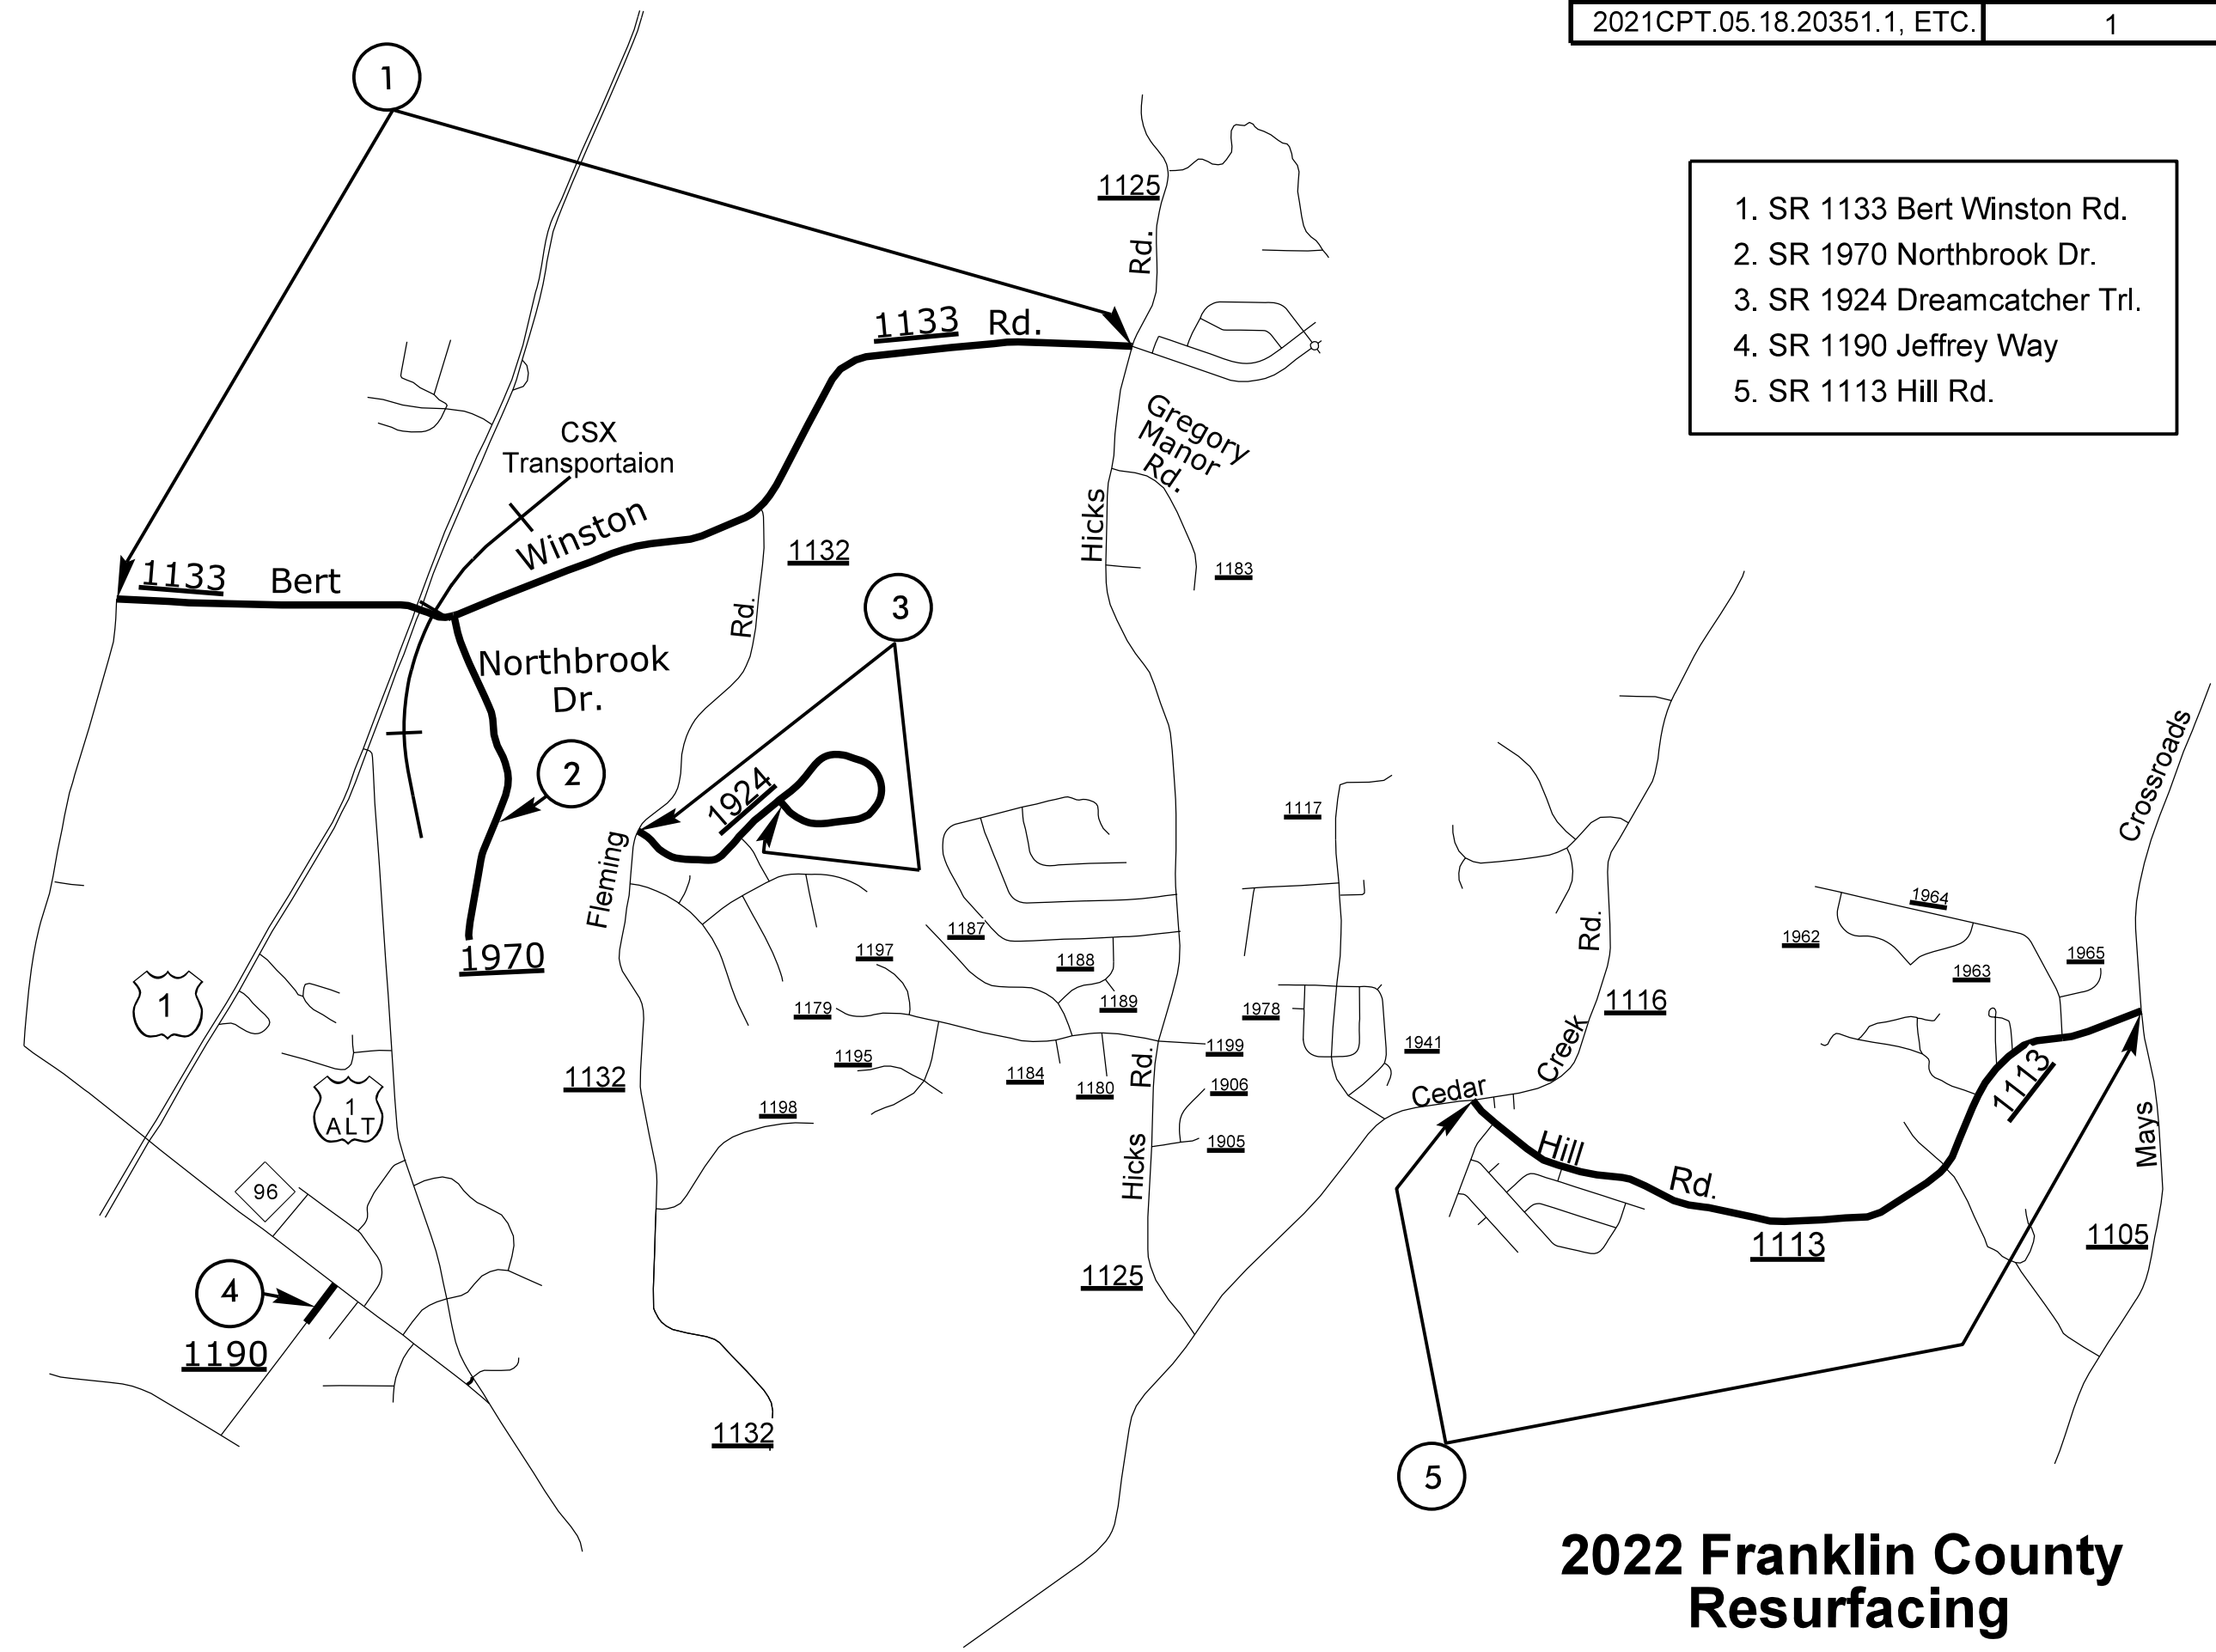 2021CPT.05.18.20351.1, ETC. 1
1
1. SR 1133 Bert Winston Rd.
2. SR 1970 Northbrook Dr.
3. SR 1924 Dreamcatcher Trl.
4. SR 1190 Jeffrey Way
5. SR 1113 Hill Rd.
1125
Rd.
1133 Rd.
Gregory
Manor
Rd.
CSX
Transportaion
Winston
Hicks
1132
1183
1133 Bert
3
Rd.
Northbrook
Dr.
2
1924
Crossroads
1117
Fleming
1964
Rd.
1187
1962
1197
1970
1188
1963
1965
1
1179
1189
1978
1116
1199
1941
Creek
1195
Rd.
1132
1184
1180
1906
Cedar
1113
1
ALT
1198
1905
Hill
Mays
Hicks
Rd.
96
1105
1113
1125
4
1190
1132
5
2022 Franklin County
Resurfacing